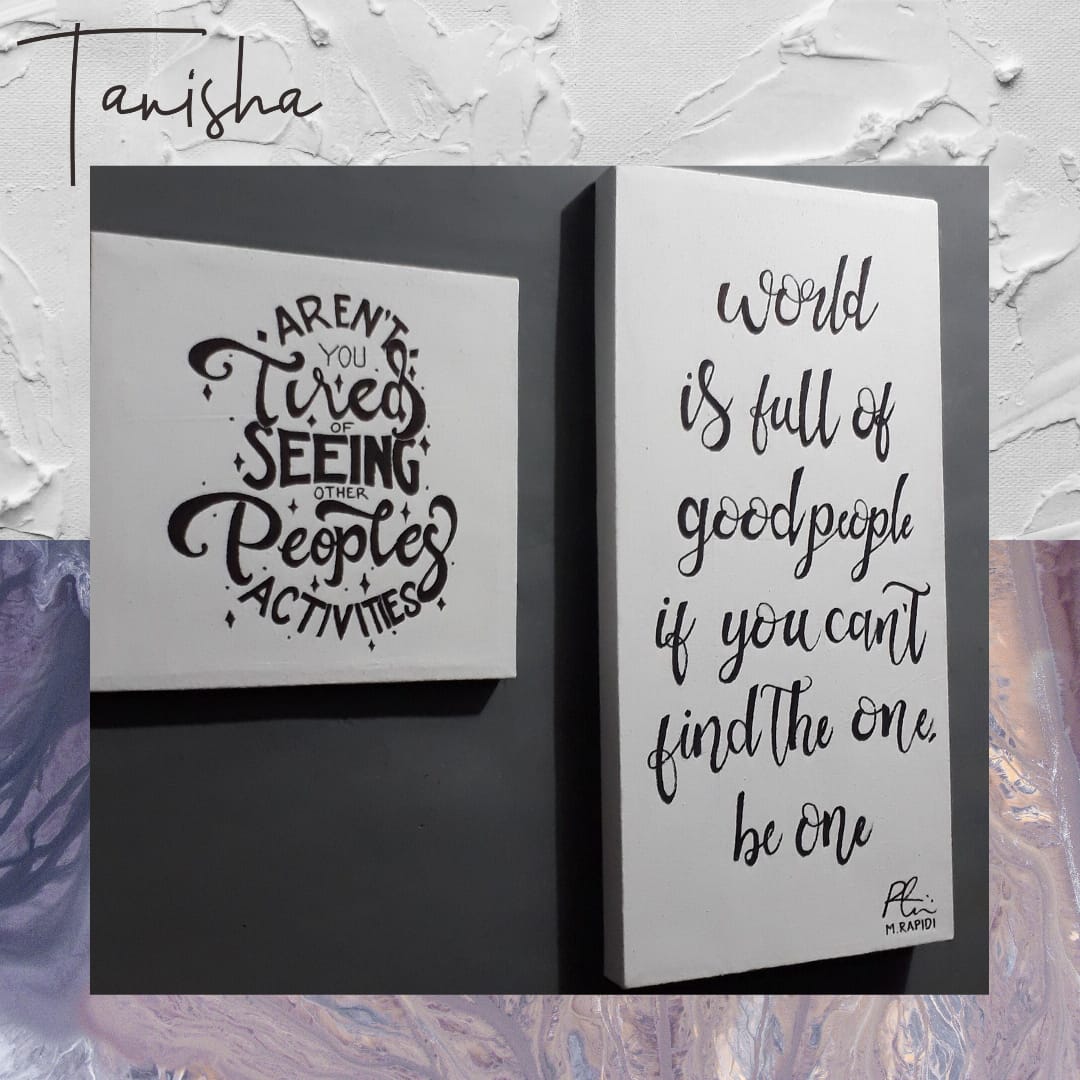 Tanisha
AREN'T
YOU
Tired
OF
SEEING
OTHER
Peoples
ACTIVITIES
world
is full of
good people
if you can't
find the one,
be one
M.RAPIDI